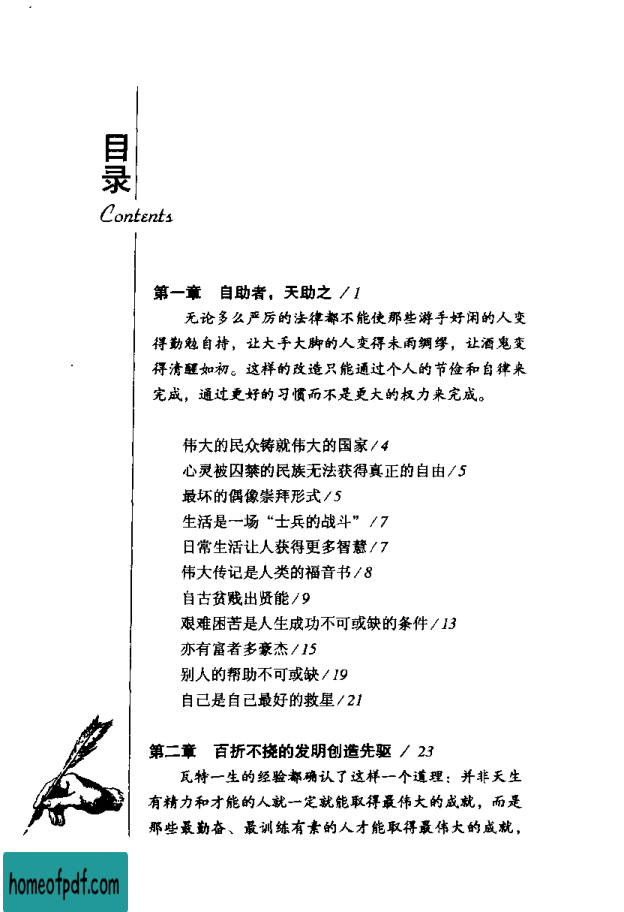 目录
Contents
第一章 自助者，天助之 / 1
无论多么严厉的法律都不能使那些游手好闲的人变
得勤勉自持，让大手大脚的人变得未雨绸缪，让酒鬼变
得清醒如初。这样的改造只能通过个人的节俭和自律来
完成，通过更好的习惯而不是更大的权力来完成。
伟大的民众铸就伟大的国家 / 4
心灵被囚禁的民族无法获得真正的自由 / 5
最坏的偶像崇拜形式 / 5
生活是一场“士兵的战斗” / 7
日常生活让人获得更多智慧 / 7
伟大传记是人类的福音书 / 8
自古贫贱出贤能 / 9
艰难困苦是人生成功不可或缺的条件 / 13
亦有富者多豪杰 / 15
别人的帮助不可或缺 / 19
自己是自己最好的救星 / 21
第二章 百折不挠的发明创造先驱 / 23
瓦特一生的经验都确认了这样一个道理：并非天生
有精力和才能的人就一定就能取得最伟大的成就，而是
那些最勤奋、最训练有素的人才能取得最伟大的成就，
homeofpdf.com